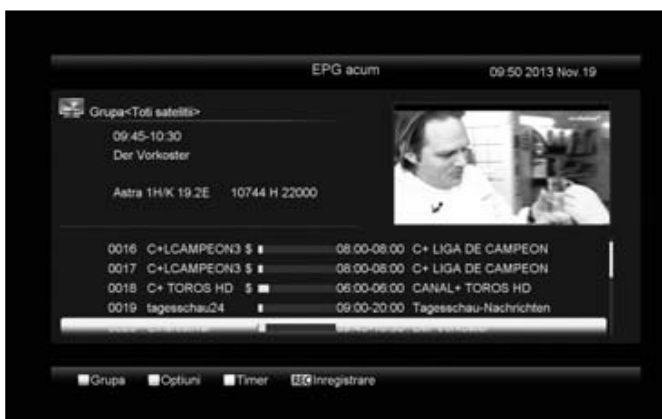 EPG acum 09:50 2013 Nov.19
Grupa<Toti satelitii>
09:45-10:30
Der Vorkoster
Astra 1H/K 19.2E 10744 H 22000
0016 C+LCAMPEON3 $ 08:00-08:00 C+ LIGA DE CAMPEON
0017 C+LCAMPEON3 $ 08:00-08:00 C+ LIGA DE CAMPEON
0018 C+ TOROS HD $ 06:00-06:00 CANAL+ TOROS HD
0019 tagesschau24 09:00-20:00 Tagesschau-Nachrichten
Grupa Optiuni Timer REC Inregistrare